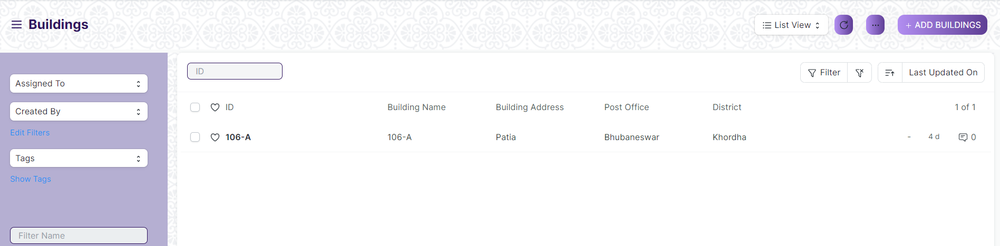 Buildings
List View
... + ADD BUILDINGS
Assigned To
Created By
Edit Filters
Tags
Show Tags
Filter Name
ID
Filter
Last Updated On
ID Building Name Building Address Post Office District 1 of 1
106-A 106-A Patia Bhubaneswar Khordha - 4 d 0